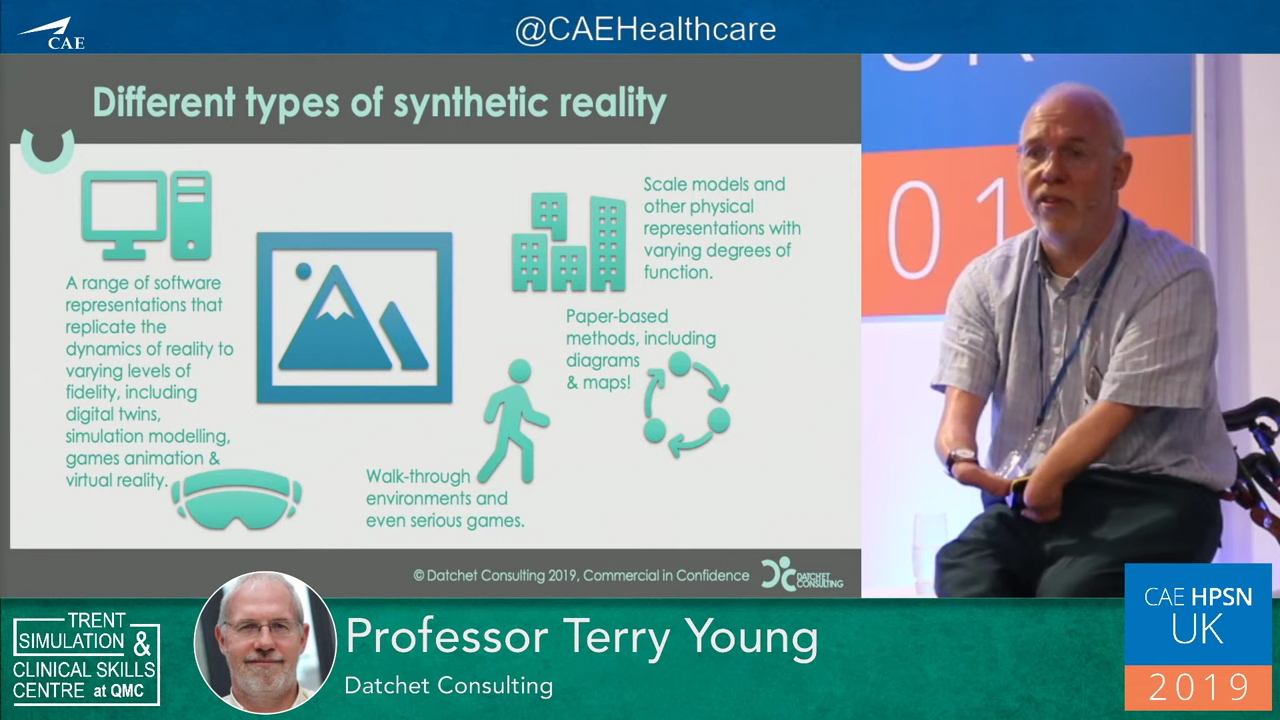 CAE
@CAEHealthcare
Different types of synthetic reality
A range of software
representations that
replicate the
dynamics of reality to
varying levels of
fidelity, including
digital twins,
simulation modelling,
games animation &
virtual reality.
Scale models and
other physical
representations with
varying degrees of
function.
Paper-based
methods, including
diagrams
& maps!
Walk-through
environments and
even serious games.
© Datchet Consulting 2019, Commercial in Confidence
DATCHET
CONSULTING
UK
01
TRENT
SIMULATION &
CLINICAL SKILLS
CENTRE at QMC
Professor Terry Young
Datchet Consulting
CAE HPSN
UK
2019